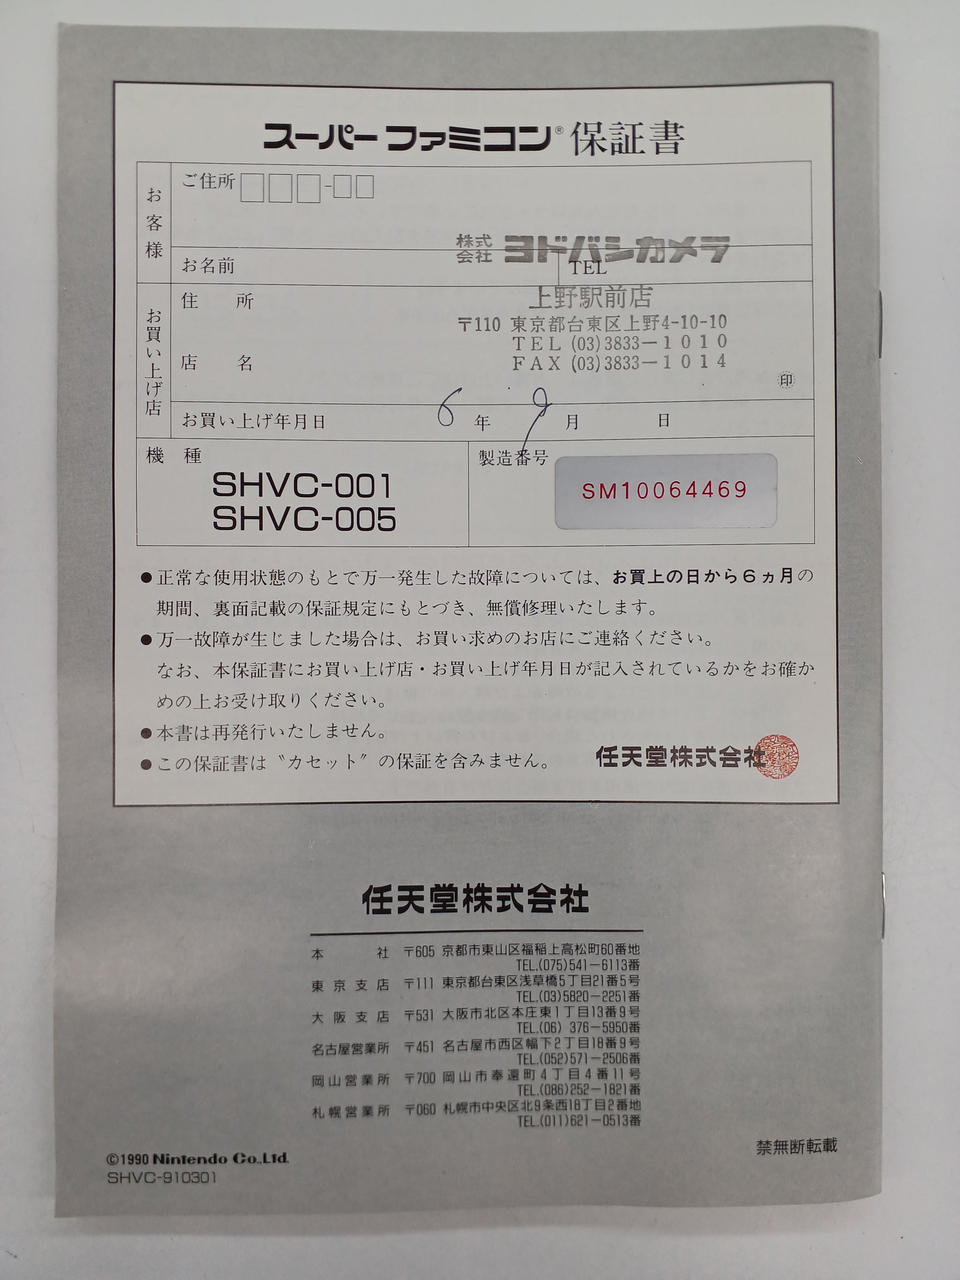 スーパーファミコン®保証書
お客様
ご住所 □□□-□□
株式会社 ヨドバシカメラ
お名前 TEL
上野駅前店
お買い上げ店
住所
〒110 東京都台東区上野4-10-10
TEL (03)3833-1010
店名
FAX (03)3833-1014
印
お買い上げ年月日 6年 9月 日
機種 製造番号
SHVC-001
SM10064469
SHVC-005
●正常な使用状態のもとで万一発生した故障については、お買上の日から6ヵ月の
期間、裏面記載の保証規定にもとづき、無償修理いたします。
●万一故障が生じました場合は、お買い求めのお店にご連絡ください。
なお、本保証書にお買い上げ店・お買い上げ年月日が記入されているかをお確か
めの上お受け取りください。
●本書は再発行いたしません。
●この保証書は〝カセット〟の保証を含みません。
任天堂株式会社
任天堂株式会社
本社 〒605 京都市東山区福稲上高松町60番地
TEL.(075)541-6113番
東京支店 〒111 東京都台東区浅草橋5丁目21番5号
TEL.(03)5820-2251番
大阪支店 〒531 大阪市北区本庄東1丁目13番9号
TEL.(06) 376-5950番
名古屋営業所 〒451 名古屋市西区幅下2丁目18番9号
TEL.(052)571-2506番
岡山営業所 〒700 岡山市奉還町4丁目4番11号
TEL.(086)252-1821番
札幌営業所 〒060 札幌市中央区北9条西18丁目2番地
TEL.(011)621-0513番
禁無断転載
©1990 Nintendo Co.,Ltd.
SHVC-910301